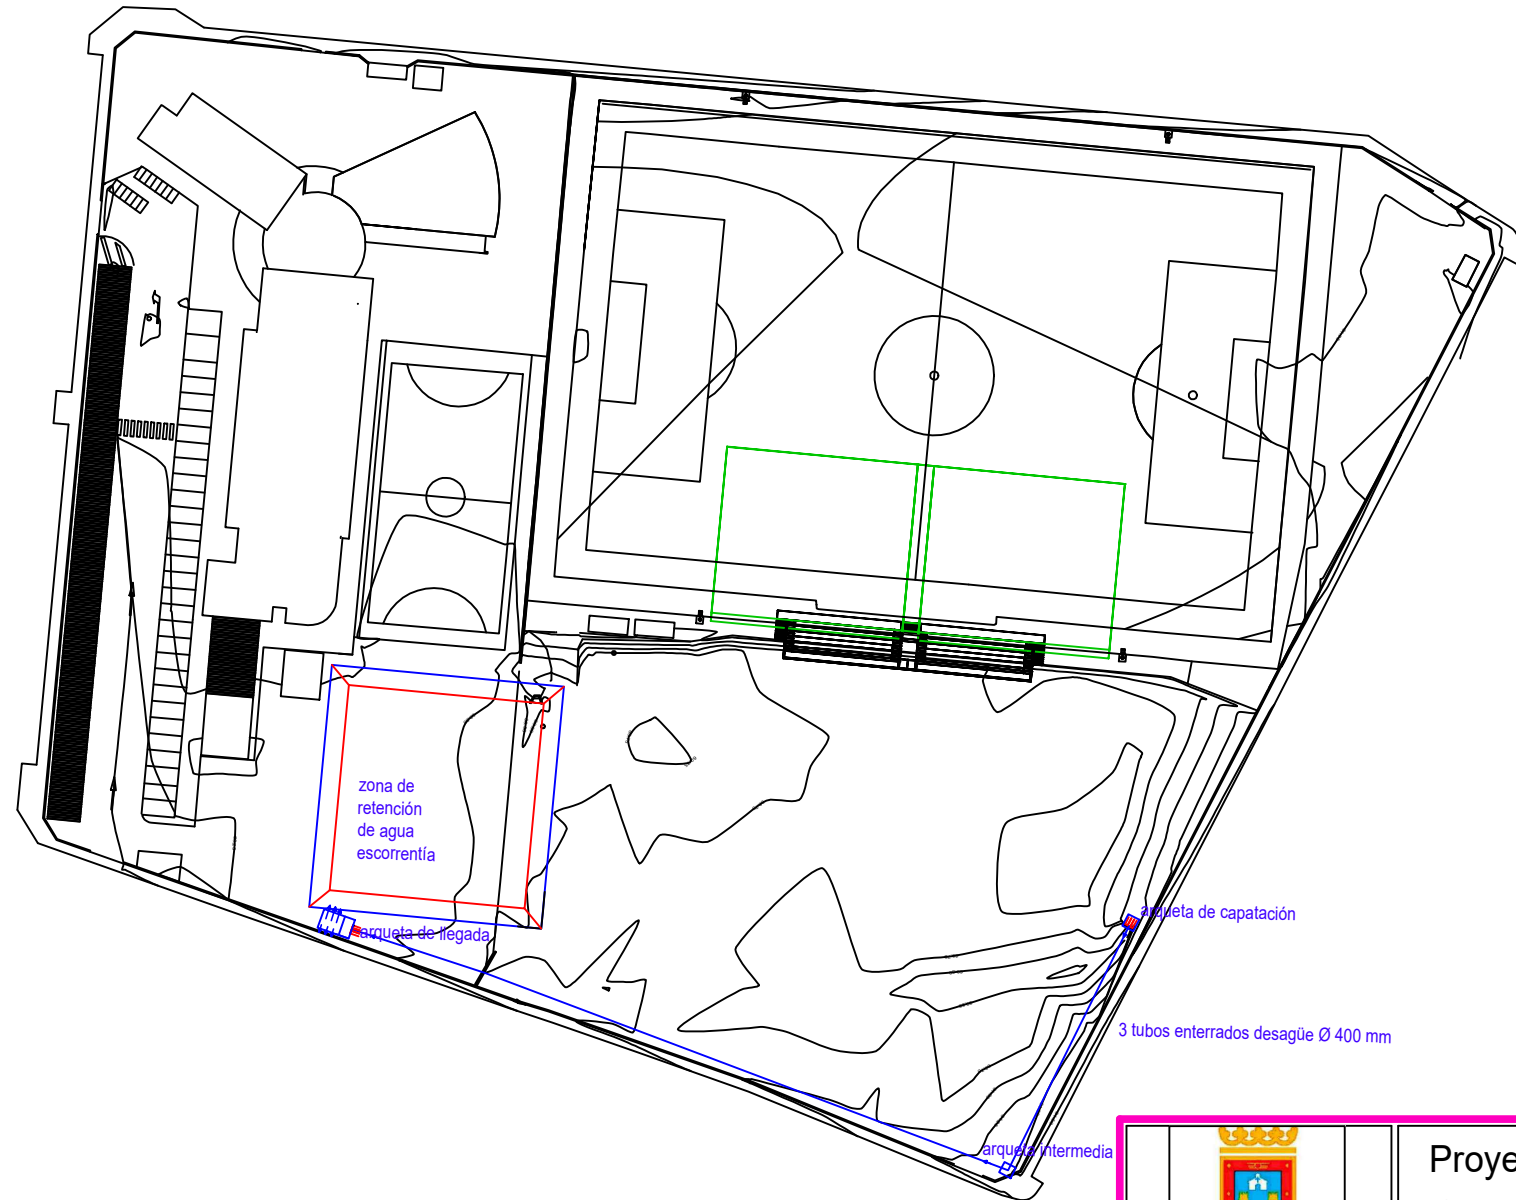 zona de
retención
de agua
escorrentía
arqueta de llegada
arqueta de capatación
3 tubos enterrados desagüe Ø 400 mm
arqueta intermedia
Proye